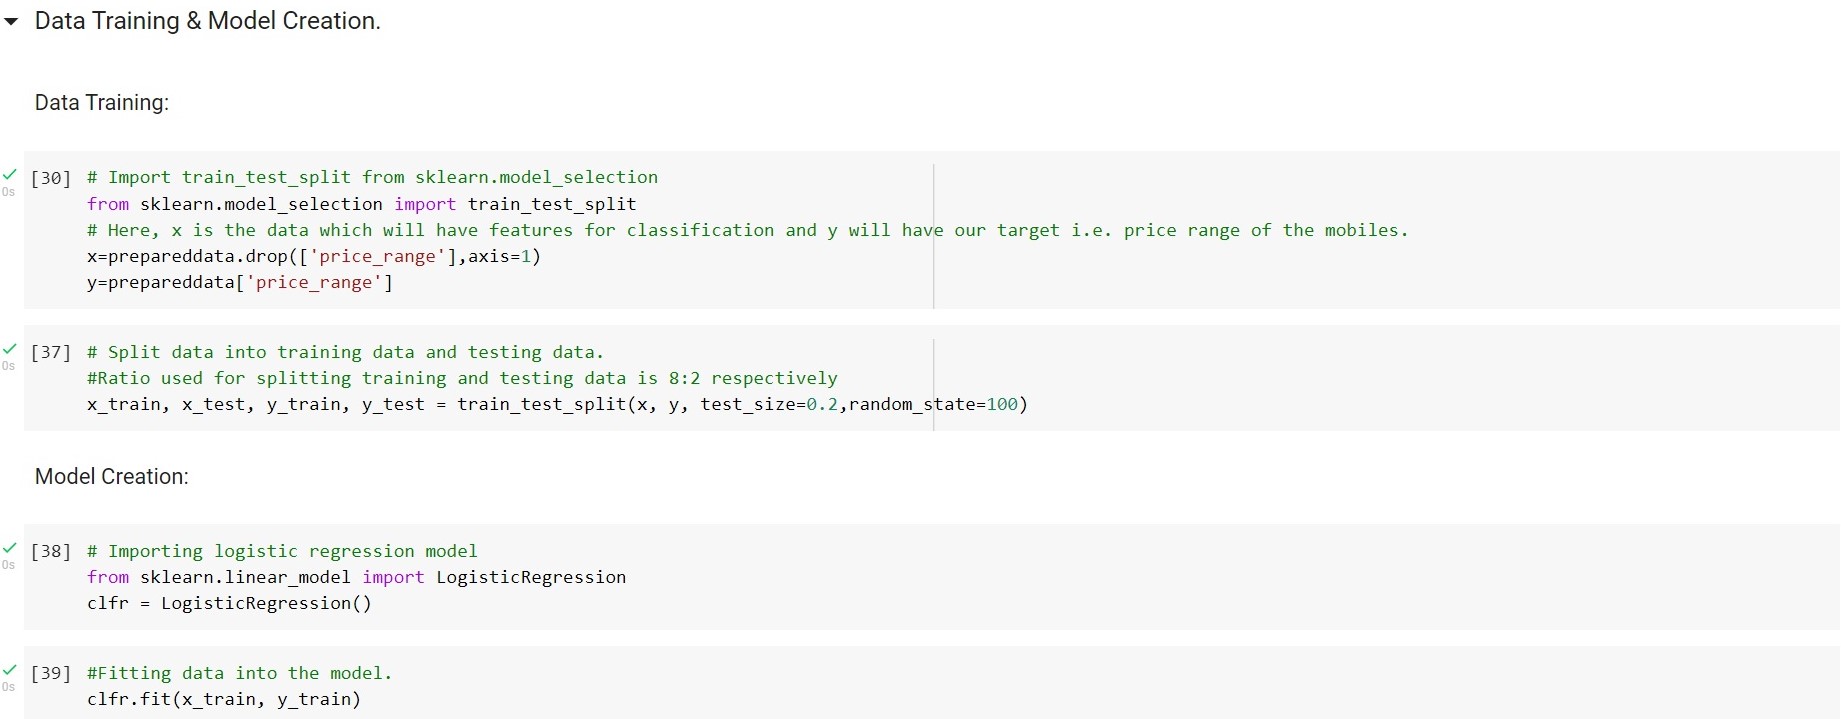 Data Training & Model Creation.
Data Training:
0s
[30] # Import train_test_split from sklearn.model_selection
from sklearn.model_selection import train_test_split
# Here, x is the data which will have features for classification and y will have our target i.e. price range of the mobiles.
x=prepareddata.drop(['price_range'],axis=1)
y=prepareddata['price_range']
0s
[37] # Split data into training data and testing data.
#Ratio used for splitting training and testing data is 8:2 respectively
x_train, x_test, y_train, y_test = train_test_split(x, y, test_size=0.2,random_state=100)
Model Creation:
0s
[38] # Importing logistic regression model
from sklearn.linear_model import LogisticRegression
clfr = LogisticRegression()
0s
[39] #Fitting data into the model.
clfr.fit(x_train, y_train)